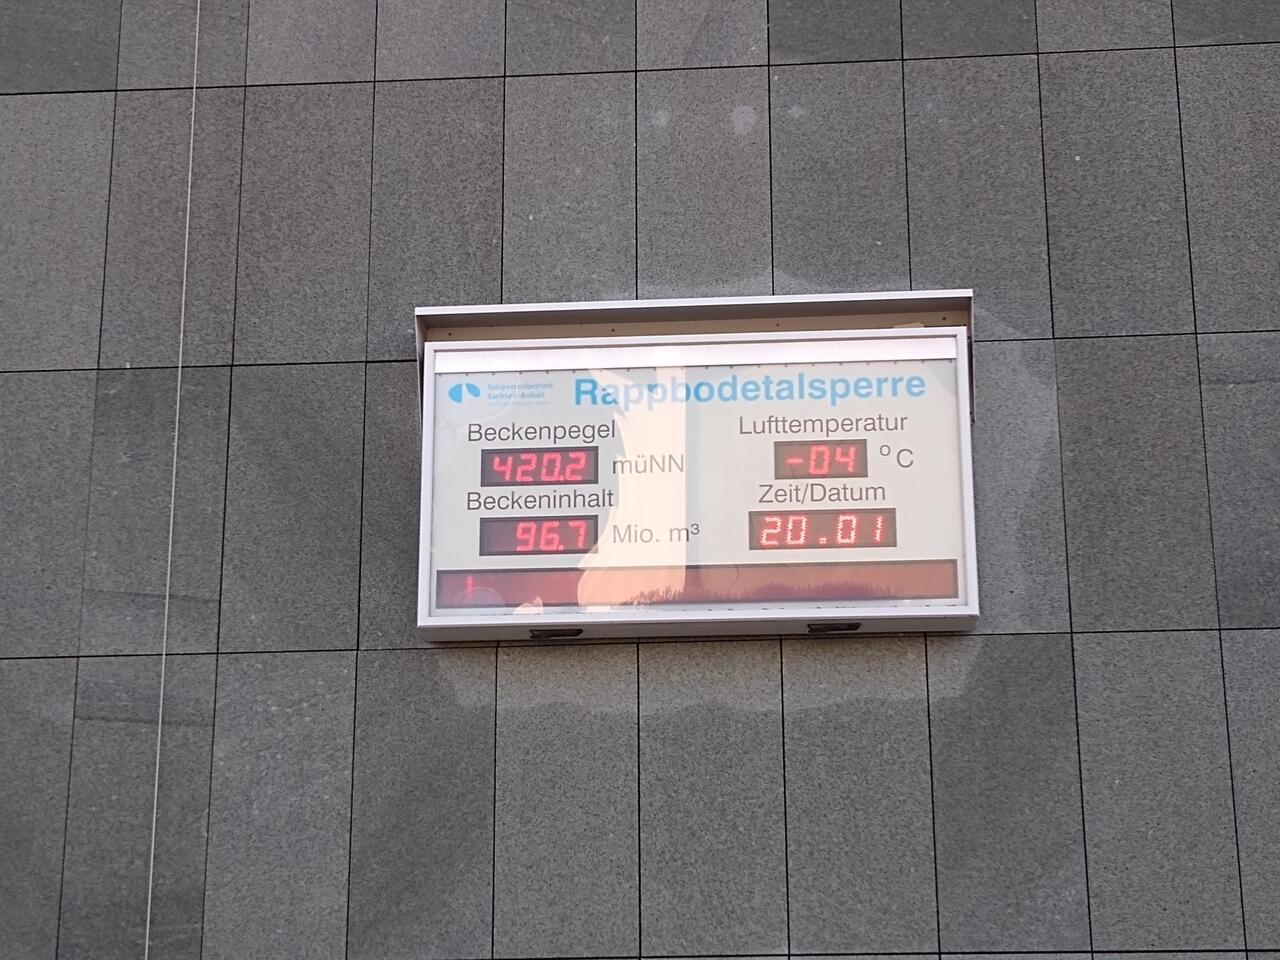 Talsperrenbetrieb
Sachsen-Anhalt
Rappbodetalsperre
Beckenpegel
420.2 müNN
Beckeninhalt
96.7 Mio. m³
Lufttemperatur
-04 °C
Zeit/Datum
20.01